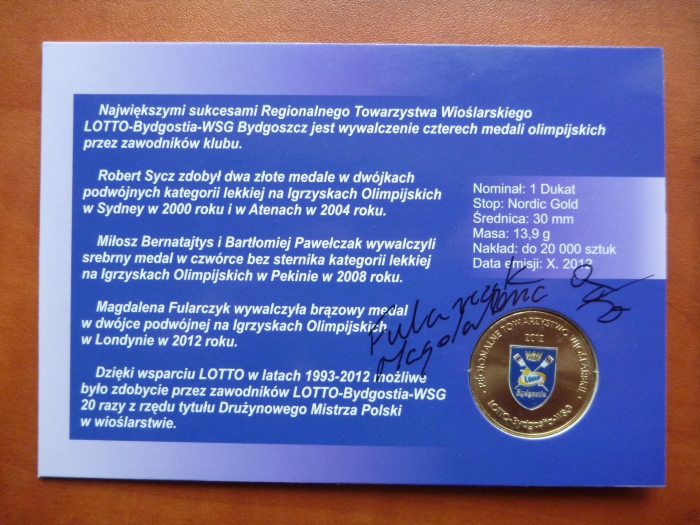 Największymi sukcesami Regionalnego Towarzystwa Wioślarskiego
LOTTO-Bydgostia-WSG Bydgoszcz jest wywalczenie czterech medali olimpijskich
przez zawodników klubu.
Robert Sycz zdobył dwa złote medale w dwójkach
podwójnych kategorii lekkiej na Igrzyskach Olimpijskich
w Sydney w 2000 roku i w Atenach w 2004 roku.
Miłosz Bernatajtys i Bartłomiej Pawełczak wywalczyli
srebrny medal w czwórce bez sternika kategorii lekkiej
na Igrzyskach Olimpijskich w Pekinie w 2008 roku.
Magdalena Fularczyk wywalczyła brązowy medal
w dwójce podwójnej na Igrzyskach Olimpijskich
w Londynie w 2012 roku.
Dzięki wsparciu LOTTO w latach 1993-2012 możliwe
było zdobycie przez zawodników LOTTO-Bydgostia-WSG
20 razy z rzędu tytułu Drużynowego Mistrza Polski
w wioślarstwie.
Nominał: 1 Dukat
Stop: Nordic Gold
Średnica: 30 mm
Masa: 13,9 g
Nakład: do 20 000 sztuk
Data emisji: X. 2012
Fularczyk
Magdalena
REGIONALNE TOWARZYSTWO WIOŚLARSKIE
2012
Bydgostia
LOTTO-Bydgostia-WSG